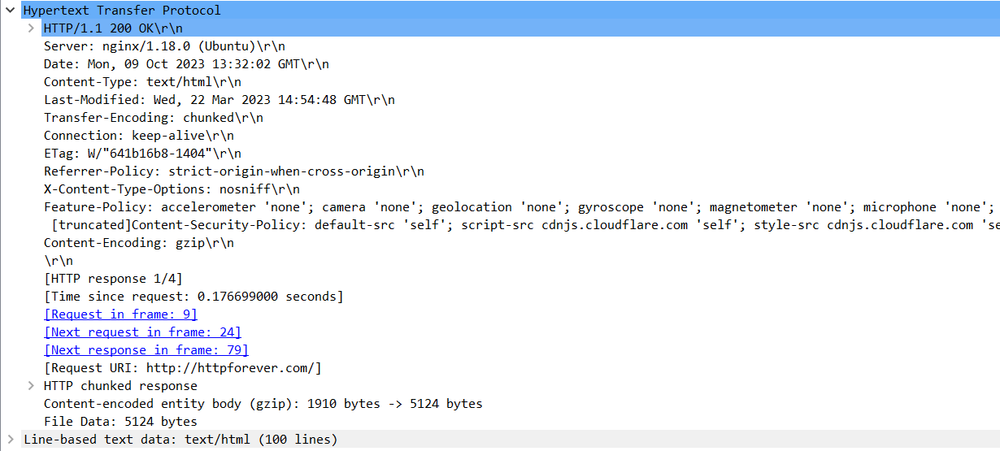 Hypertext Transfer Protocol
HTTP/1.1 200 OK\r\n
Server: nginx/1.18.0 (Ubuntu)\r\n
Date: Mon, 09 Oct 2023 13:32:02 GMT\r\n
Content-Type: text/html\r\n
Last-Modified: Wed, 22 Mar 2023 14:54:48 GMT\r\n
Transfer-Encoding: chunked\r\n
Connection: keep-alive\r\n
ETag: W/"641b16b8-1404"\r\n
Referrer-Policy: strict-origin-when-cross-origin\r\n
X-Content-Type-Options: nosniff\r\n
Feature-Policy: accelerometer 'none'; camera 'none'; geolocation 'none'; gyroscope 'none'; magnetometer 'none'; microphone 'none';
[truncated]Content-Security-Policy: default-src 'self'; script-src cdnjs.cloudflare.com 'self'; style-src cdnjs.cloudflare.com 'se
Content-Encoding: gzip\r\n
\r\n
[HTTP response 1/4]
[Time since request: 0.176699000 seconds]
[Request in frame: 9]
[Next request in frame: 24]
[Next response in frame: 79]
[Request URI: http://httpforever.com/]
HTTP chunked response
Content-encoded entity body (gzip): 1910 bytes -> 5124 bytes
File Data: 5124 bytes
Line-based text data: text/html (100 lines)